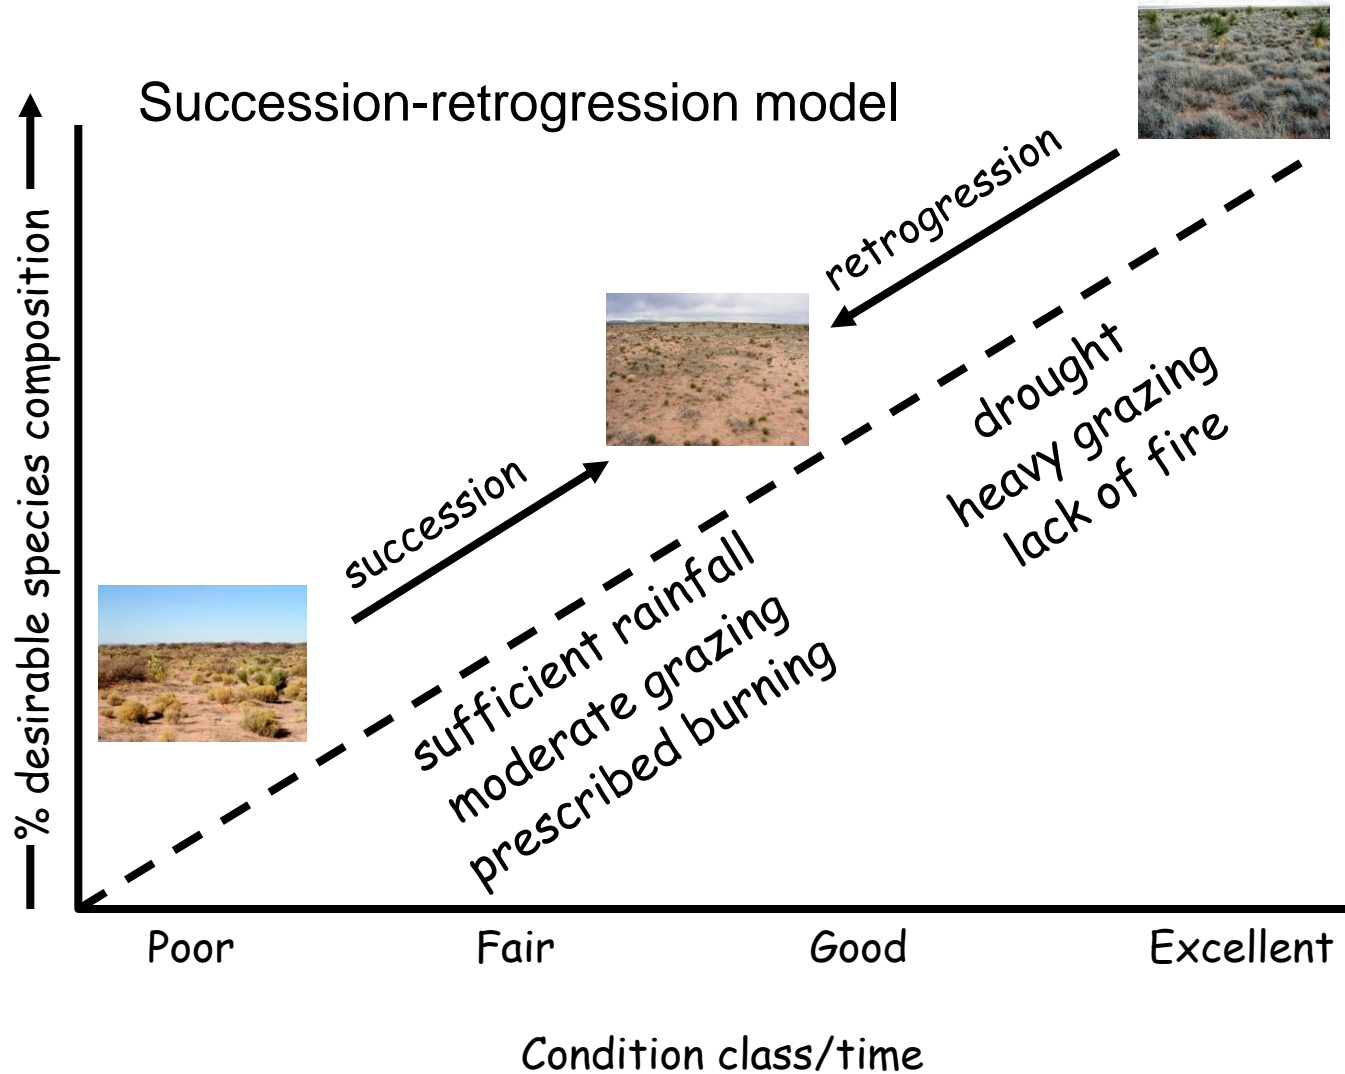 Succession-retrogression model
% desirable species composition
retrogression
succession
drought
heavy grazing
lack of fire
sufficient rainfall
moderate grazing
prescribed burning
Poor
Fair
Good
Excellent
Condition class/time